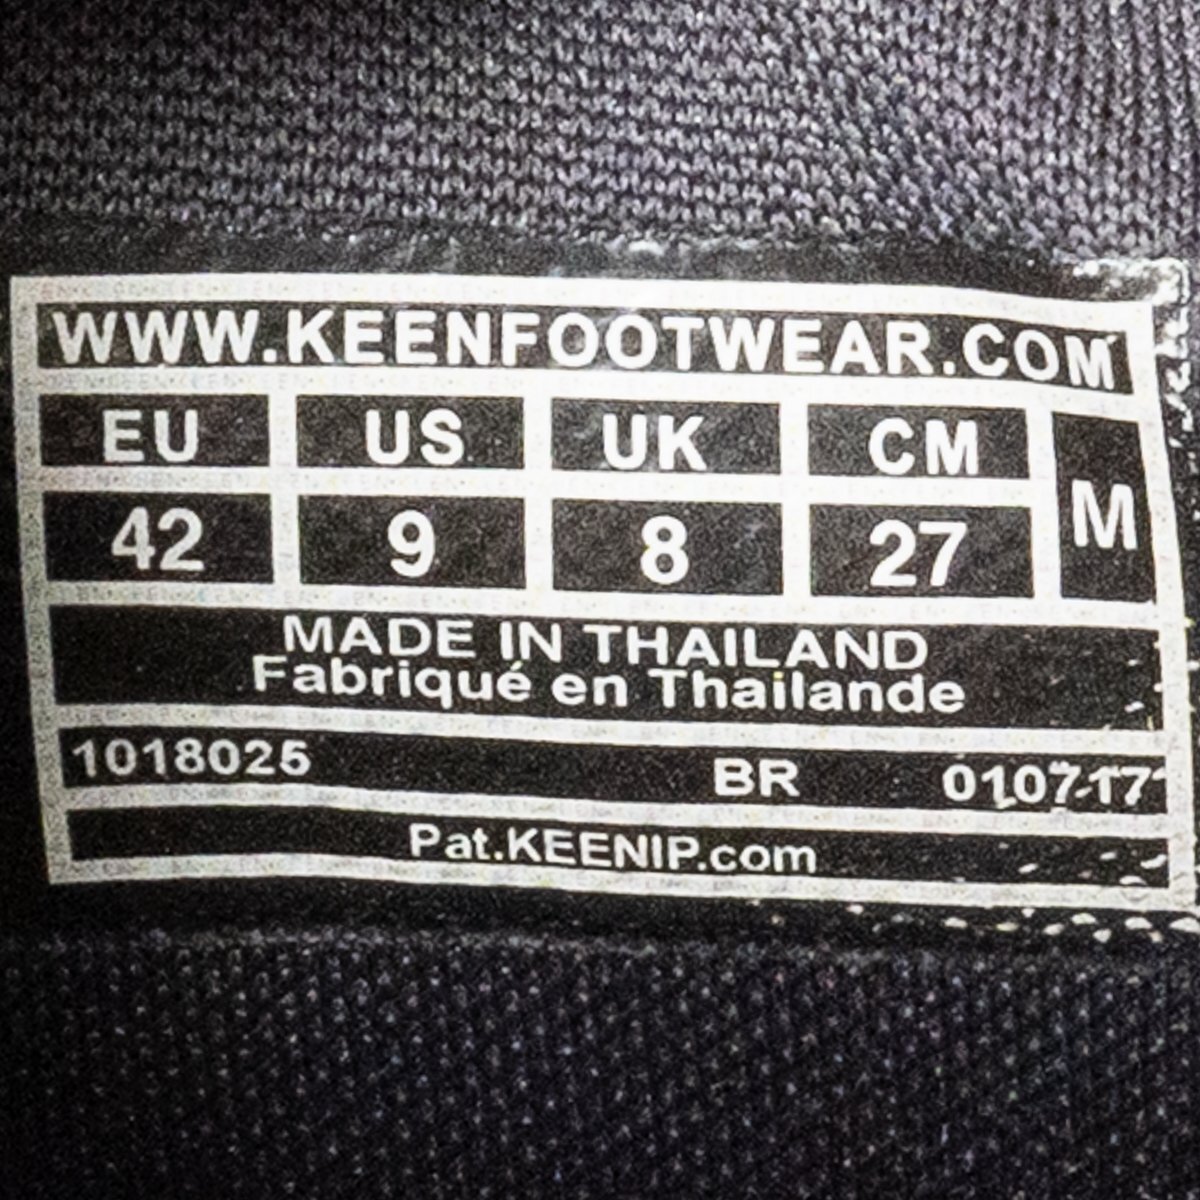 WWW.KEENFOOTWEAR.COM
EU US UK CM M
42 9 8 27
MADE IN THAILAND
Fabriqué en Thailande
1018025 BR 0107-17
Pat.KEENIP.com